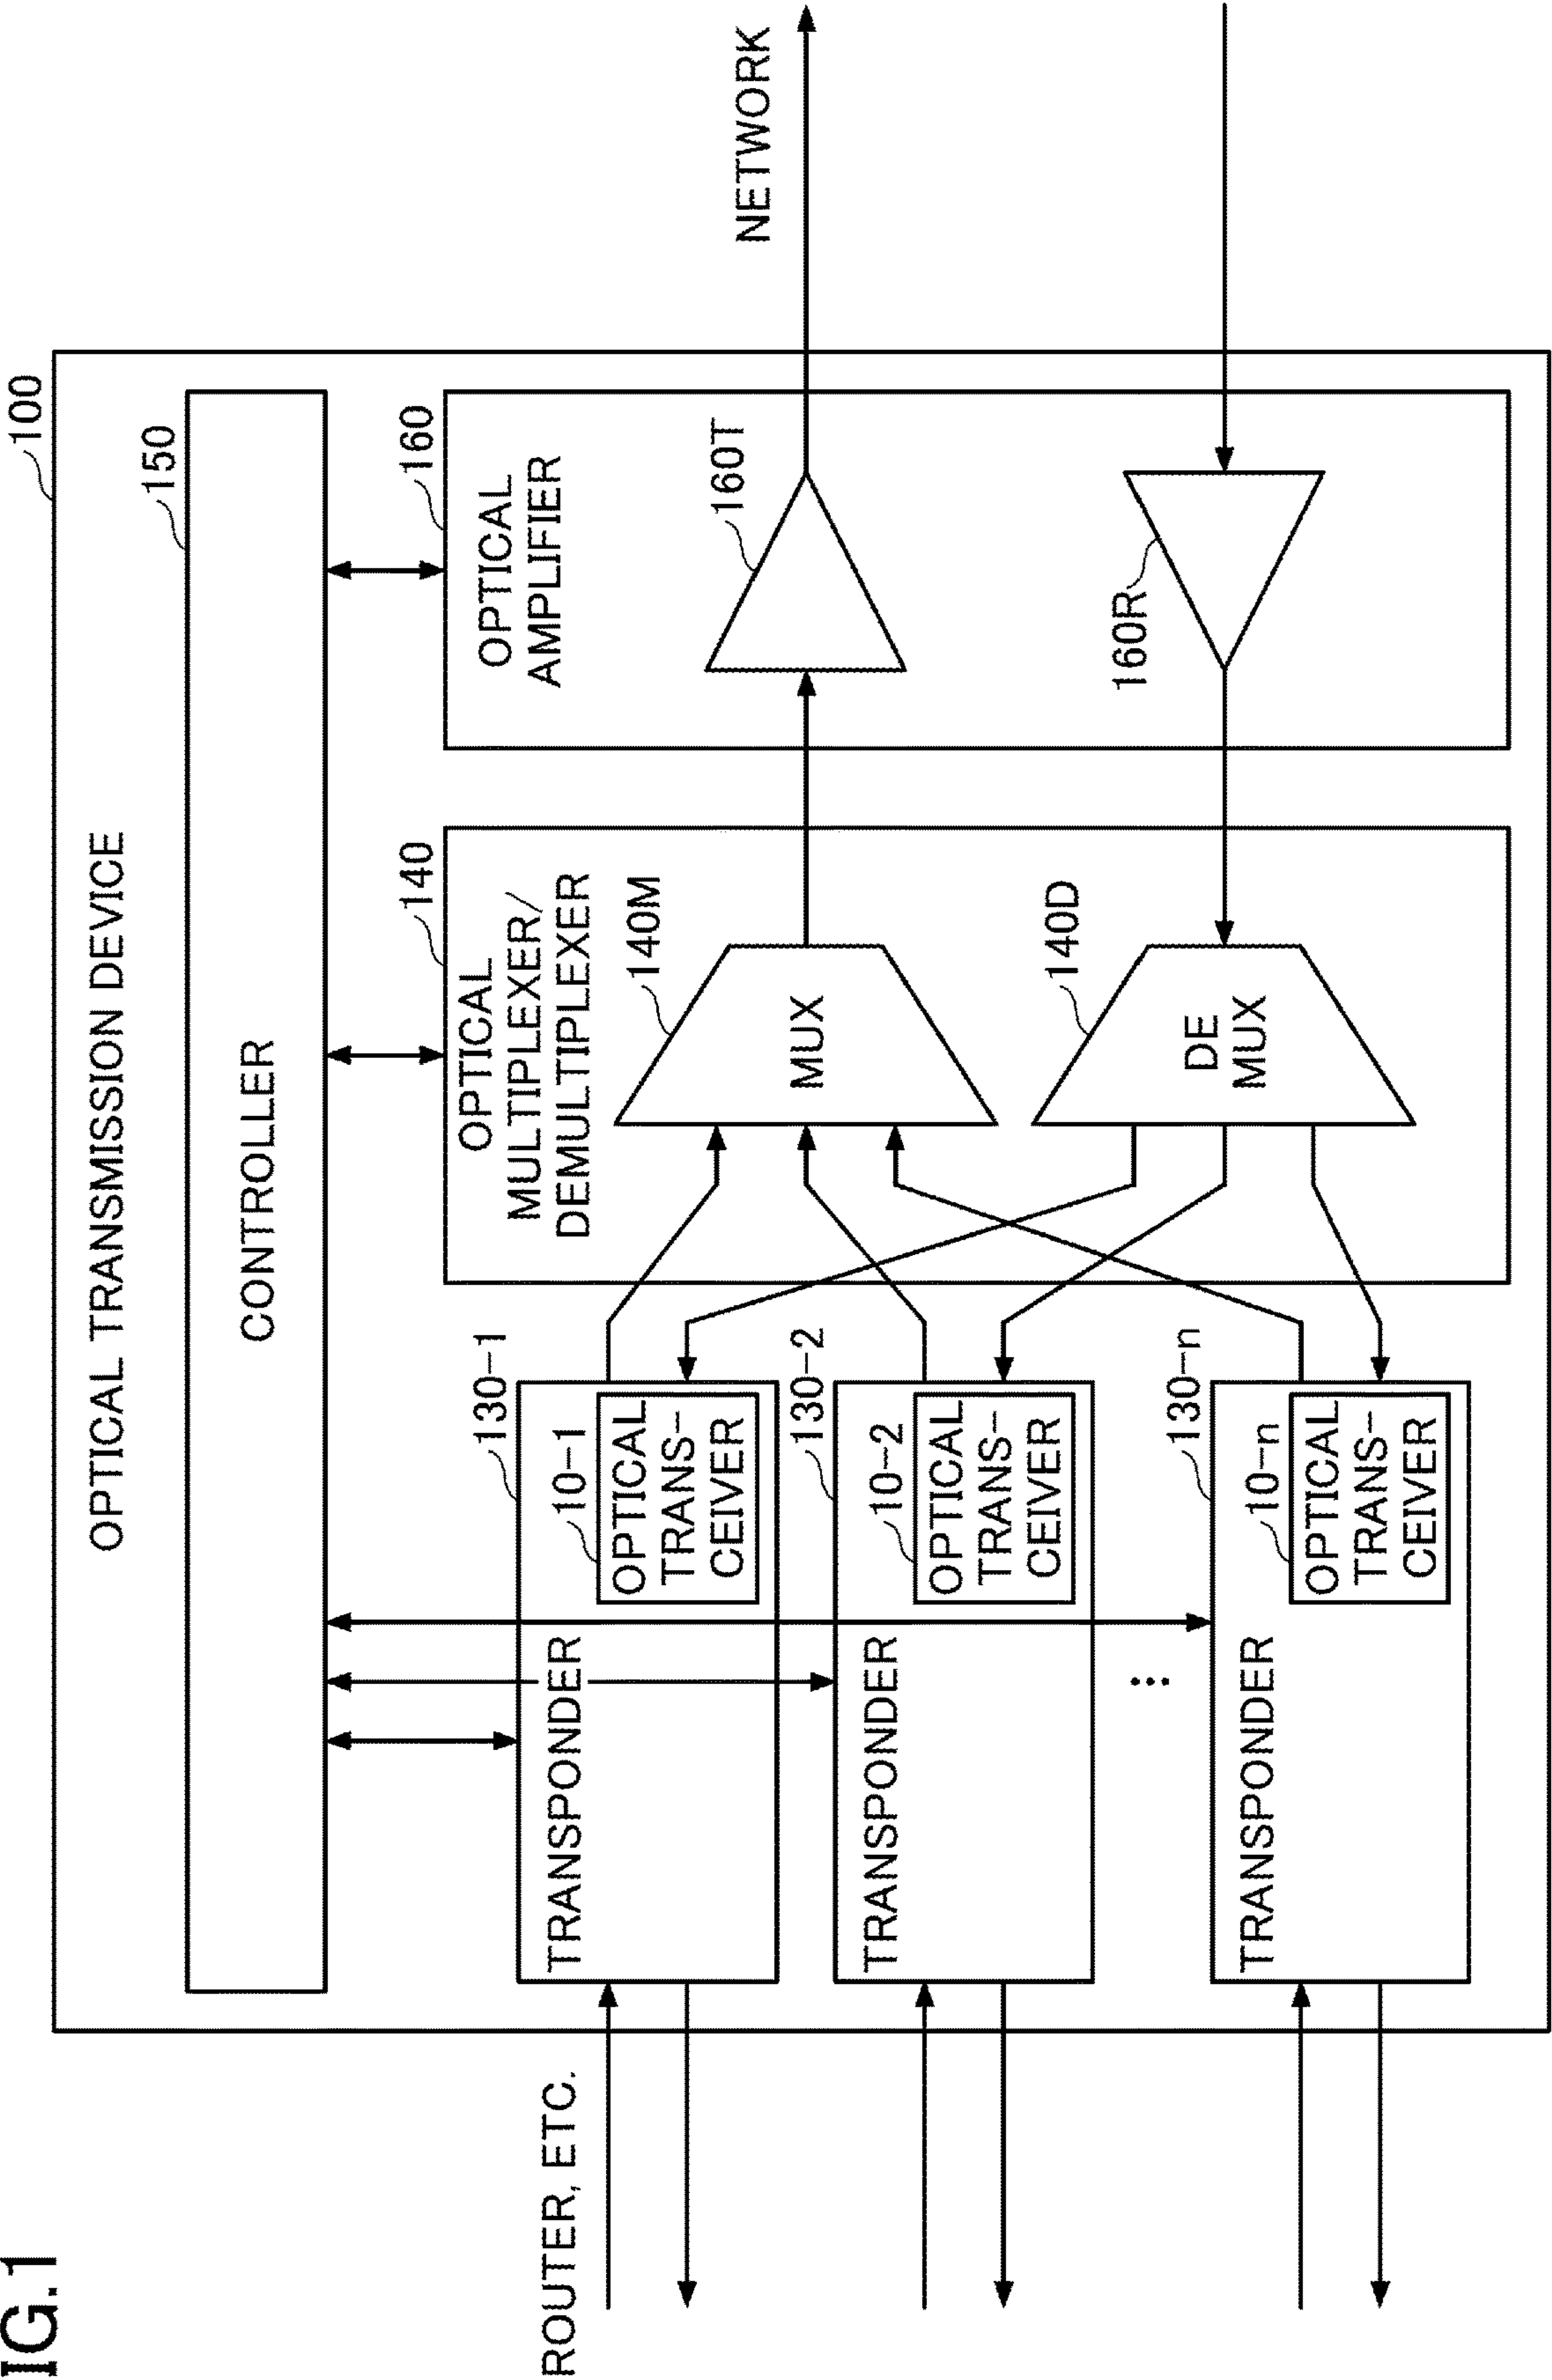 IG.1
OPTICAL TRANSMISSION DEVICE
100
CONTROLLER
150
ROUTER, ETC.
TRANSPONDER
130-1
10-1
OPTICAL
TRANS-
CEIVER
TRANSPONDER
130-2
10-2
OPTICAL
TRANS-
CEIVER
TRANSPONDER
130-n
10-n
OPTICAL
TRANS-
CEIVER
OPTICAL
MULTIPLEXER/
DEMULTIPLEXER
140
140M
MUX
140D
DE
MUX
OPTICAL
AMPLIFIER
160
160T
160R
NETWORK